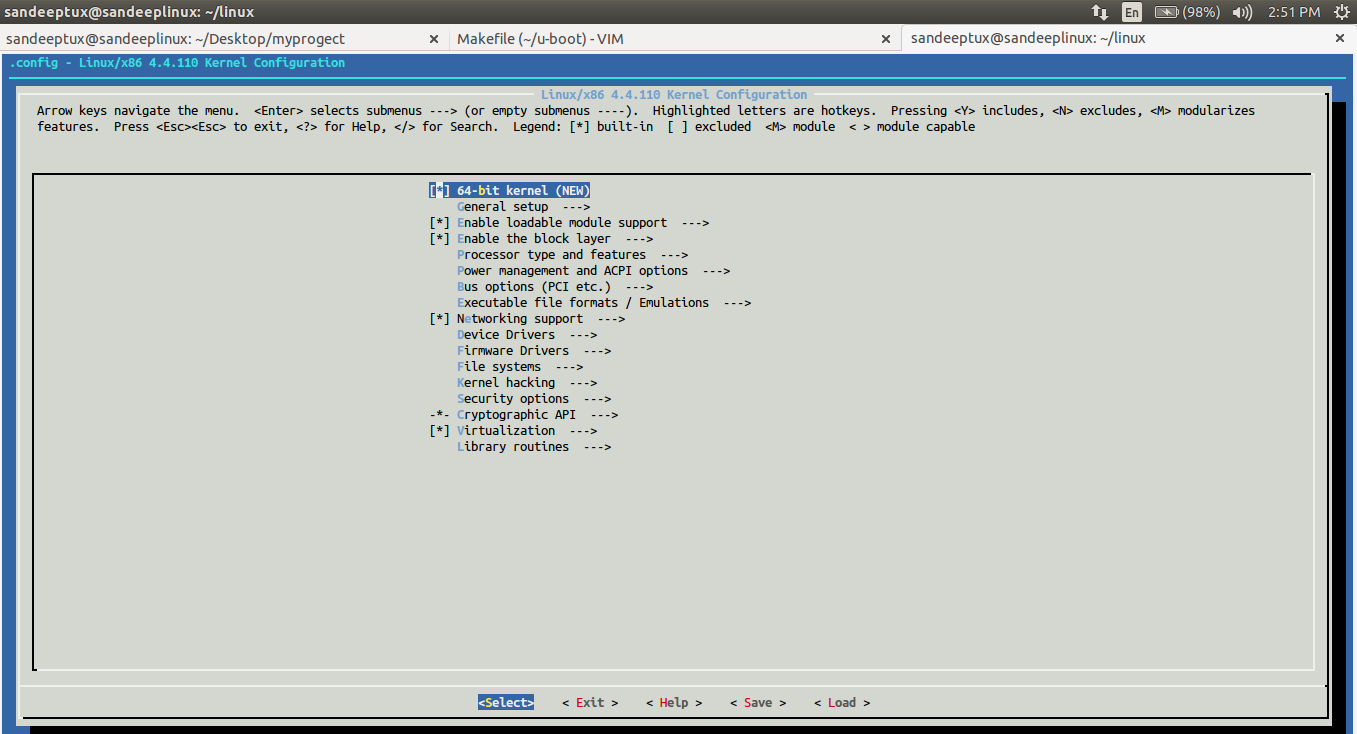 sandeeptux@sandeeplinux: ~/linux En (98%) 2:51 PM
sandeeptux@sandeeplinux: ~/Desktop/myprogect × Makefile (~/u-boot) - VIM × sandeeptux@sandeeplinux: ~/linux ×
.config - Linux/x86 4.4.110 Kernel Configuration
Linux/x86 4.4.110 Kernel Configuration
Arrow keys navigate the menu.  <Enter> selects submenus ---> (or empty submenus ----).  Highlighted letters are hotkeys.  Pressing <Y> includes, <N> excludes, <M> modularizes
features.  Press <Esc><Esc> to exit, <?> for Help, </> for Search.  Legend: [*] built-in  [ ] excluded  <M> module  < > module capable
[*] 64-bit kernel (NEW)
General setup  --->
[*] Enable loadable module support  --->
[*] Enable the block layer  --->
Processor type and features  --->
Power management and ACPI options  --->
Bus options (PCI etc.)  --->
Executable file formats / Emulations  --->
[*] Networking support  --->
Device Drivers  --->
Firmware Drivers  --->
File systems  --->
Kernel hacking  --->
Security options  --->
-*- Cryptographic API  --->
[*] Virtualization  --->
Library routines  --->
<Select>    < Exit >    < Help >    < Save >    < Load >